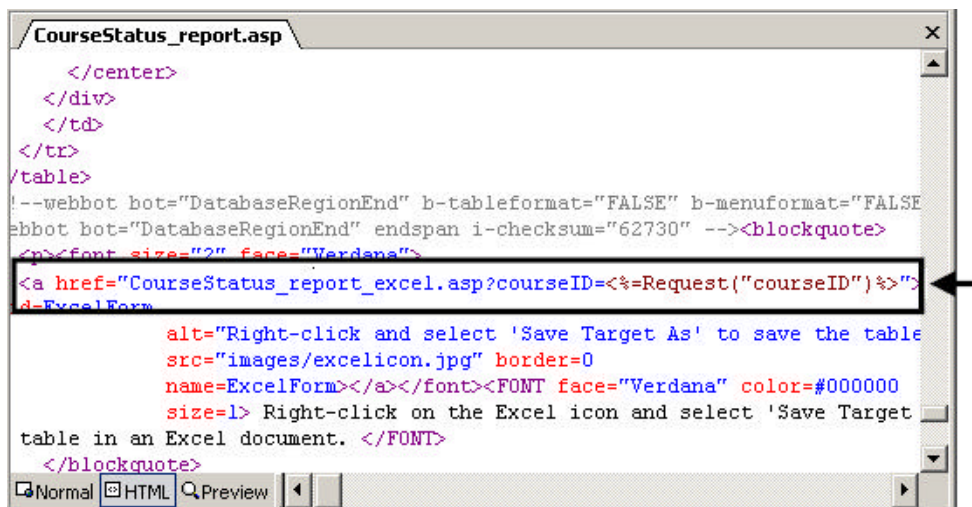 CourseStatus_report.asp
</center>
</div>
</td>
</tr>
/table>
!--webbot bot="DatabaseRegionEnd" b-tableformat="FALSE" b-menuformat="FALSE
ebbot bot="DatabaseRegionEnd" endspan i-checksum="62730" --><blockquote>
<p><font size="2" face="Verdana">
<a href="CourseStatus_report_excel.asp?courseID=<%=Request("courseID")%>">
d=ExcelForm
alt="Right-click and select 'Save Target As' to save the table
src="images/excelicon.jpg" border=0
name=ExcelForm></a></font><FONT face="Verdana" color=#000000
size=1> Right-click on the Excel icon and select 'Save Target
table in an Excel document. </FONT>
</blockquote>
Normal HTML Preview